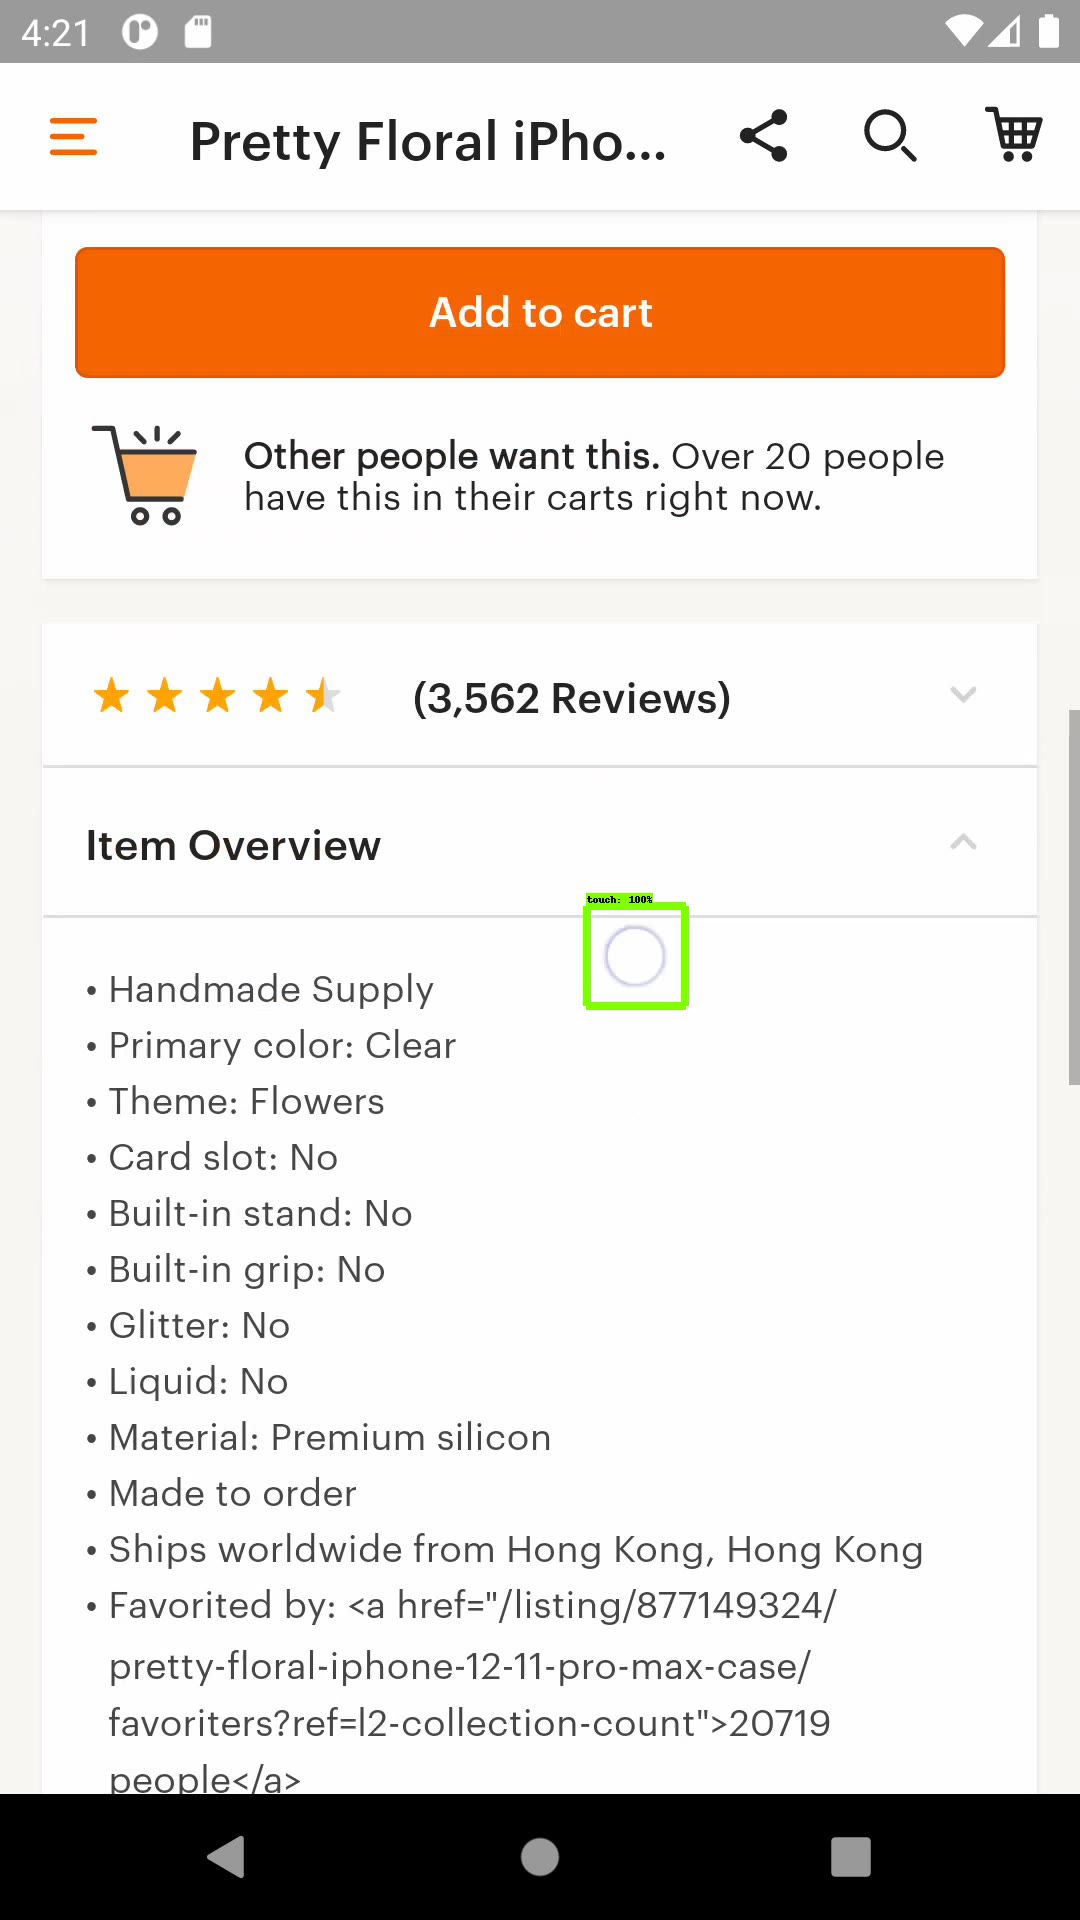 4:21
Pretty Floral iPho...
Add to cart
Other people want this. Over 20 people
have this in their carts right now.
(3,562 Reviews)
Item Overview
touch: 100%
• Handmade Supply
• Primary color: Clear
• Theme: Flowers
• Card slot: No
• Built-in stand: No
• Built-in grip: No
• Glitter: No
• Liquid: No
• Material: Premium silicon
• Made to order
• Ships worldwide from Hong Kong, Hong Kong
• Favorited by: <a href="/listing/877149324/
pretty-floral-iphone-12-11-pro-max-case/
favoriters?ref=l2-collection-count">20719
people</a>